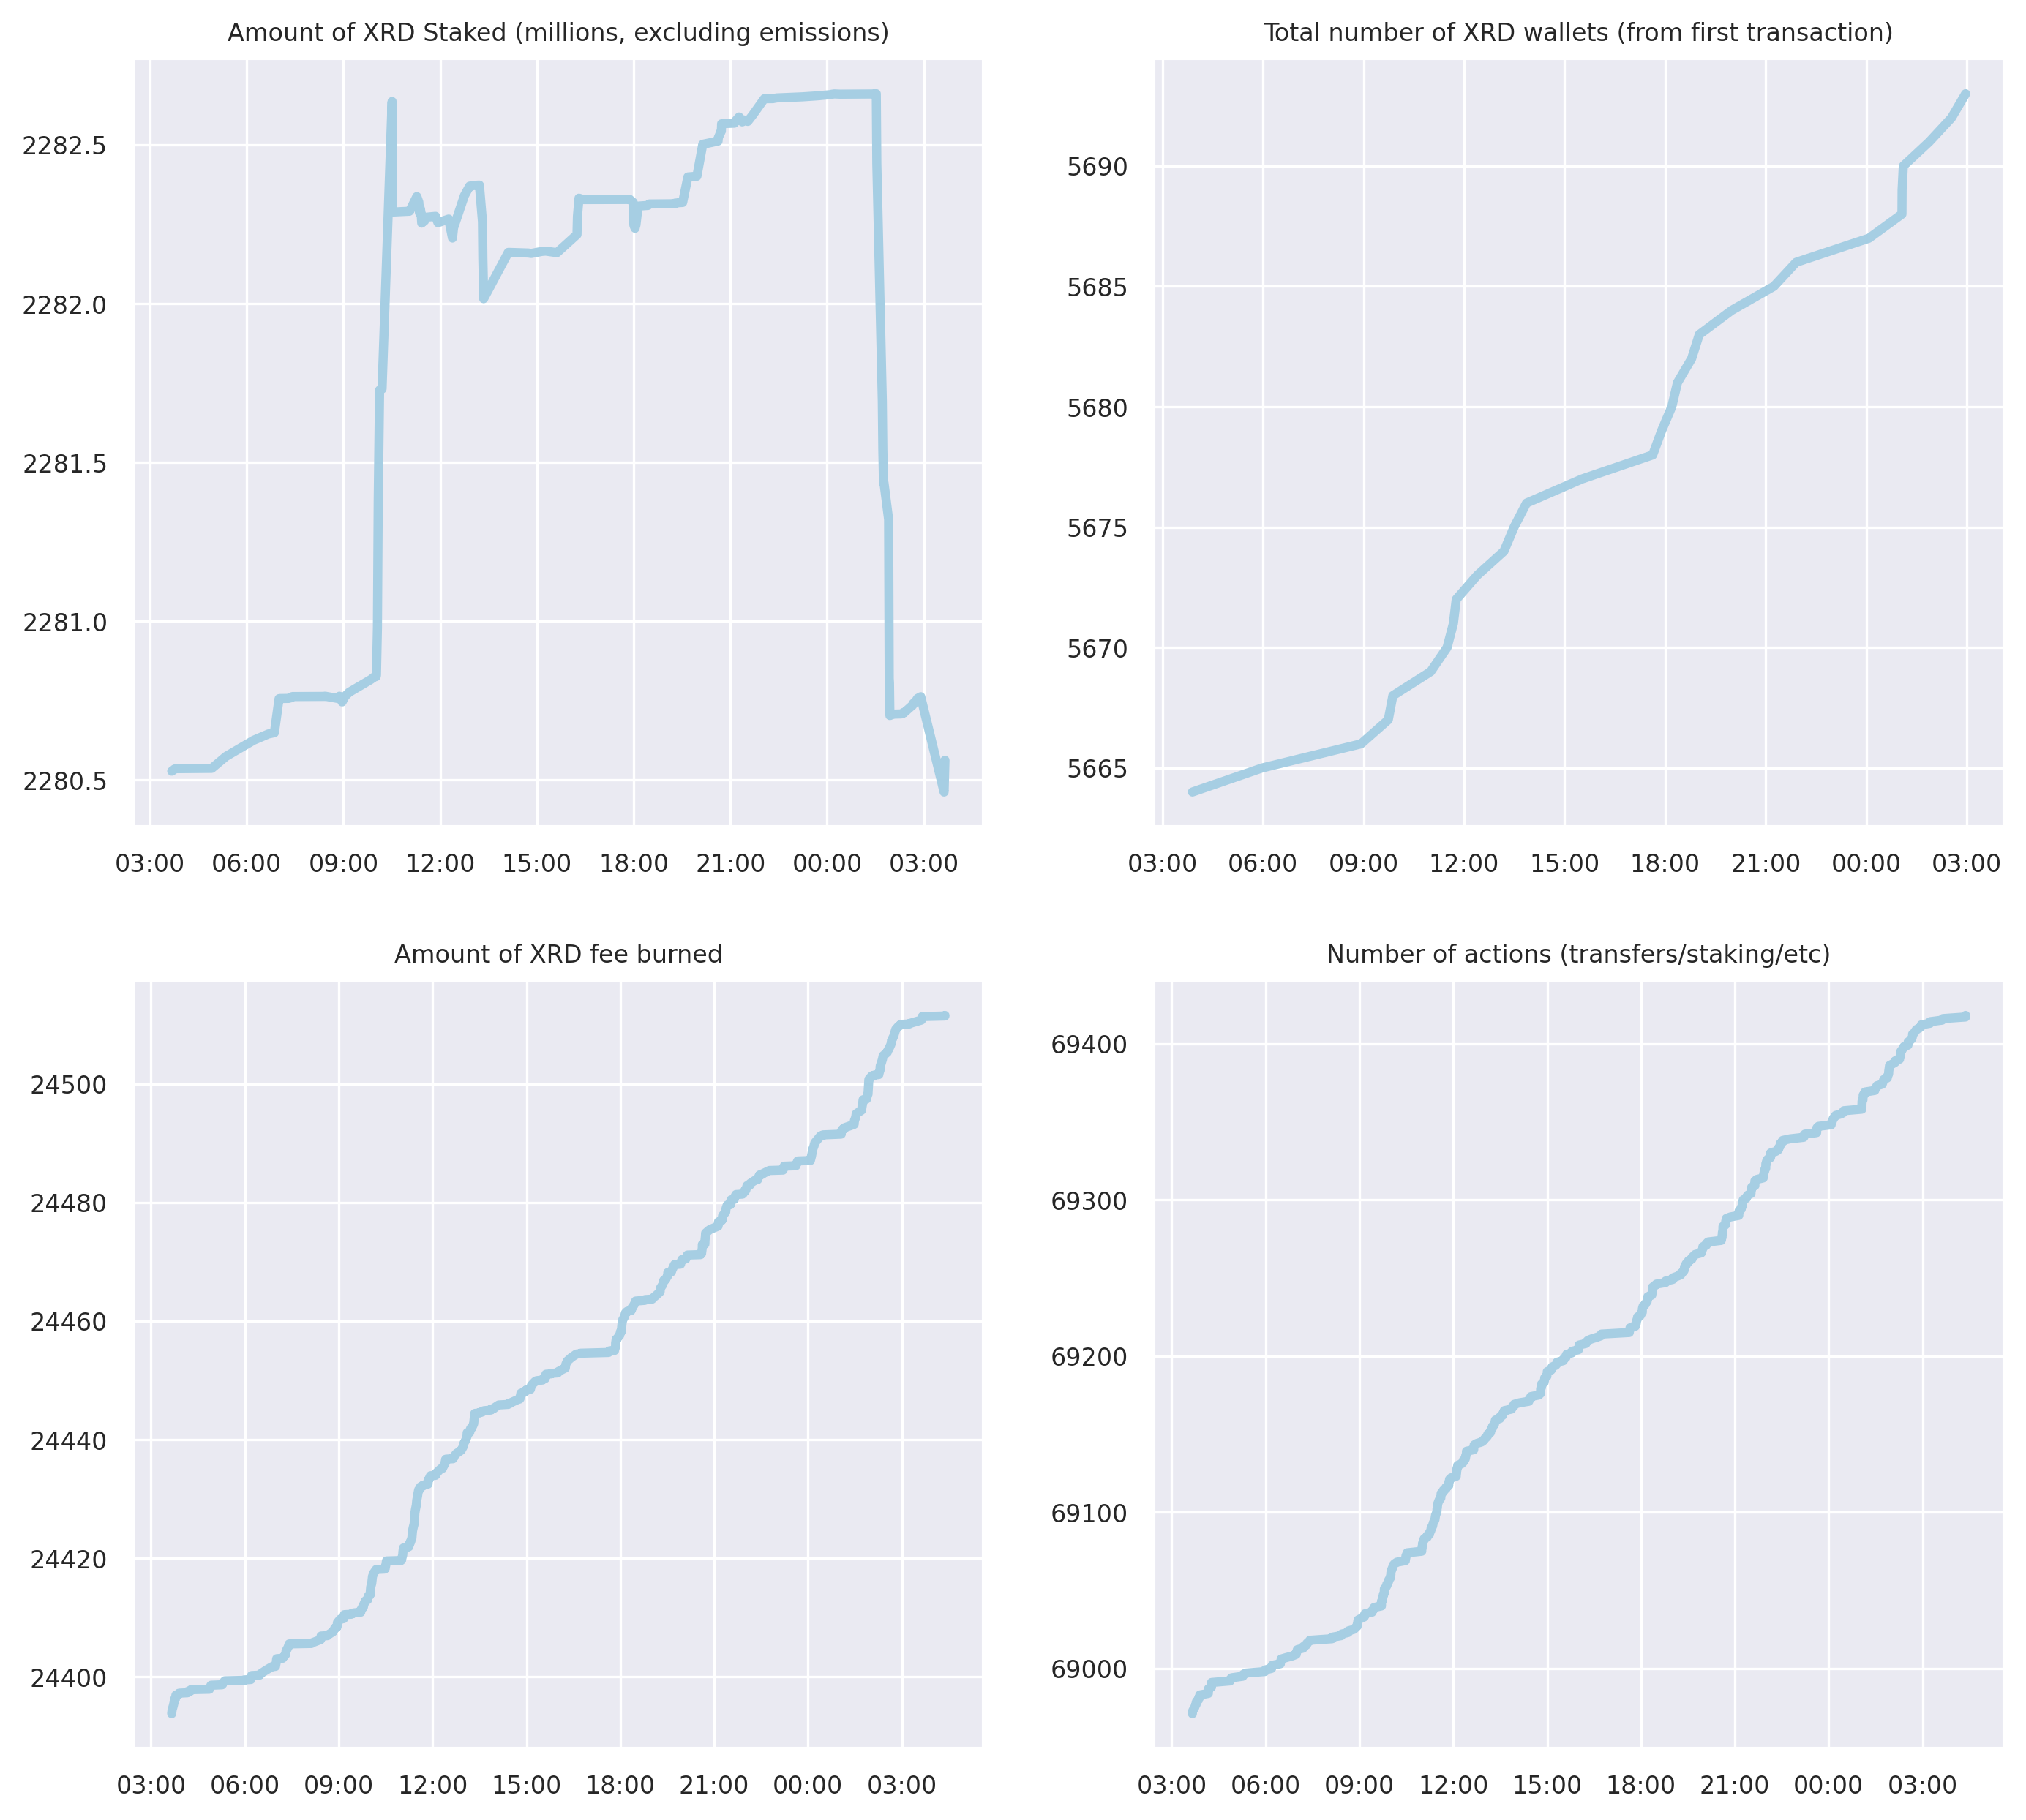 Amount of XRD Staked (millions, excluding emissions)
2282.5
2282.0
2281.5
2281.0
2280.5
03:00 06:00 09:00 12:00 15:00 18:00 21:00 00:00 03:00
Total number of XRD wallets (from first transaction)
5690
5685
5680
5675
5670
5665
03:00 06:00 09:00 12:00 15:00 18:00 21:00 00:00 03:00
Amount of XRD fee burned
24500
24480
24460
24440
24420
24400
03:00 06:00 09:00 12:00 15:00 18:00 21:00 00:00 03:00
Number of actions (transfers/staking/etc)
69400
69300
69200
69100
69000
03:00 06:00 09:00 12:00 15:00 18:00 21:00 00:00 03:00